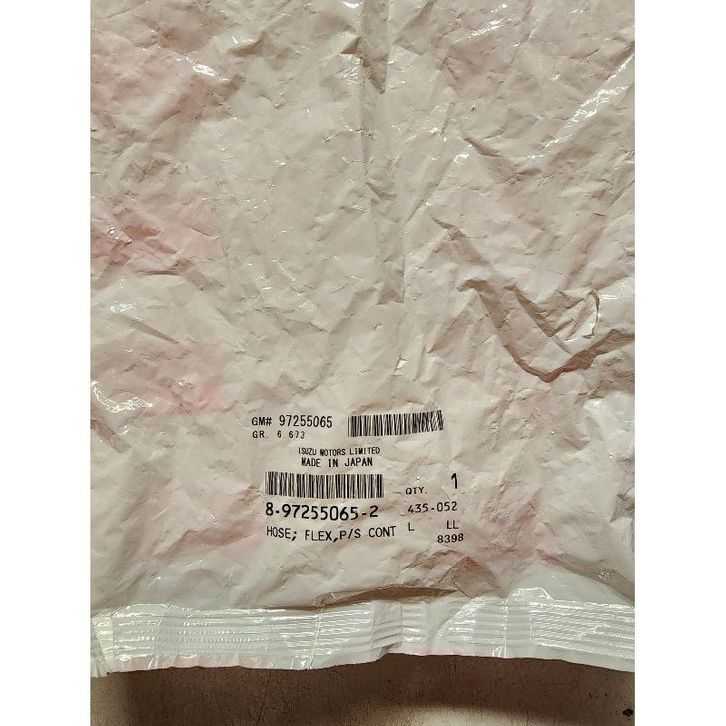 GM# 97255065
GR. 6.673
ISUZU MOTORS LIMITED
MADE IN JAPAN
QTY. 1
8-97255065-2 435-052
HOSE; FLEX,P/S CONT L LL
8398